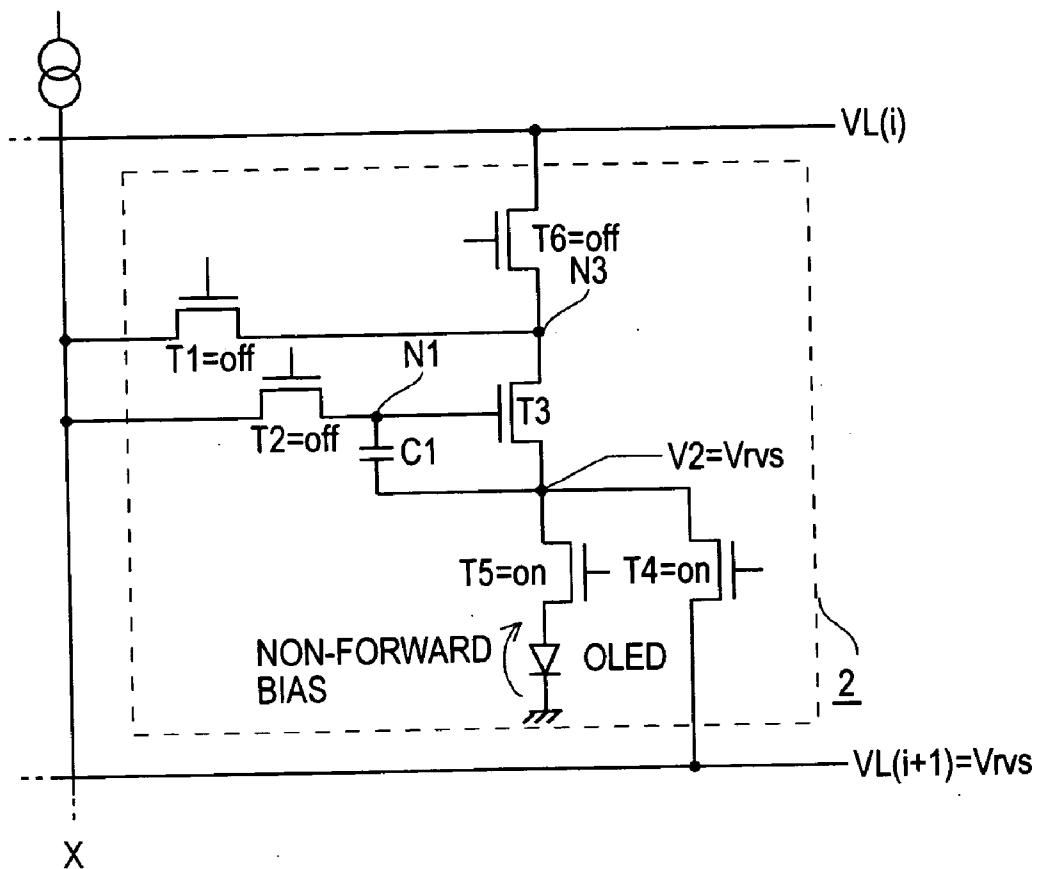 VL(i)
T6=off
N3
T1=off
N1
T3
T2=off
C1
V2=Vrvs
T5=on
T4=on
NON-FORWARD
BIAS
OLED
2
VL(i+1)=Vrvs
X